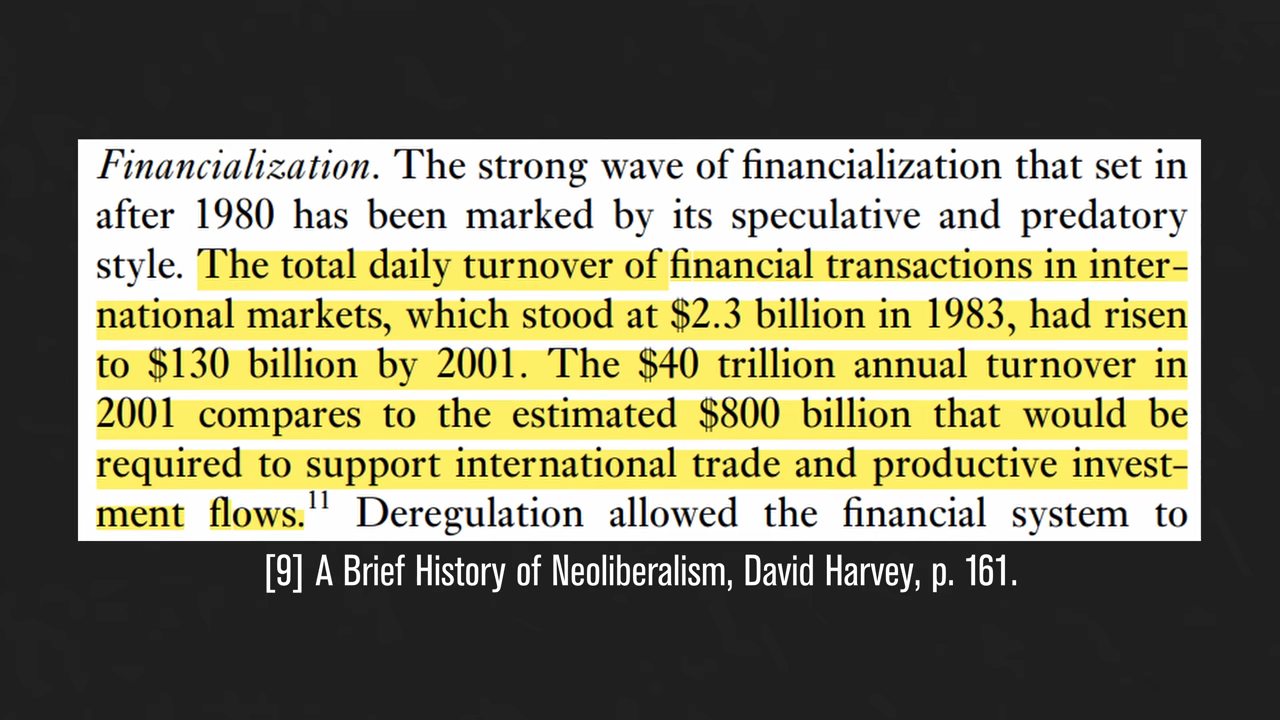 Financialization. The strong wave of financialization that set in
after 1980 has been marked by its speculative and predatory
style. The total daily turnover of financial transactions in inter-
national markets, which stood at $2.3 billion in 1983, had risen
to $130 billion by 2001. The $40 trillion annual turnover in
2001 compares to the estimated $800 billion that would be
required to support international trade and productive invest-
ment flows.11 Deregulation allowed the financial system to
[9] A Brief History of Neoliberalism, David Harvey, p. 161.